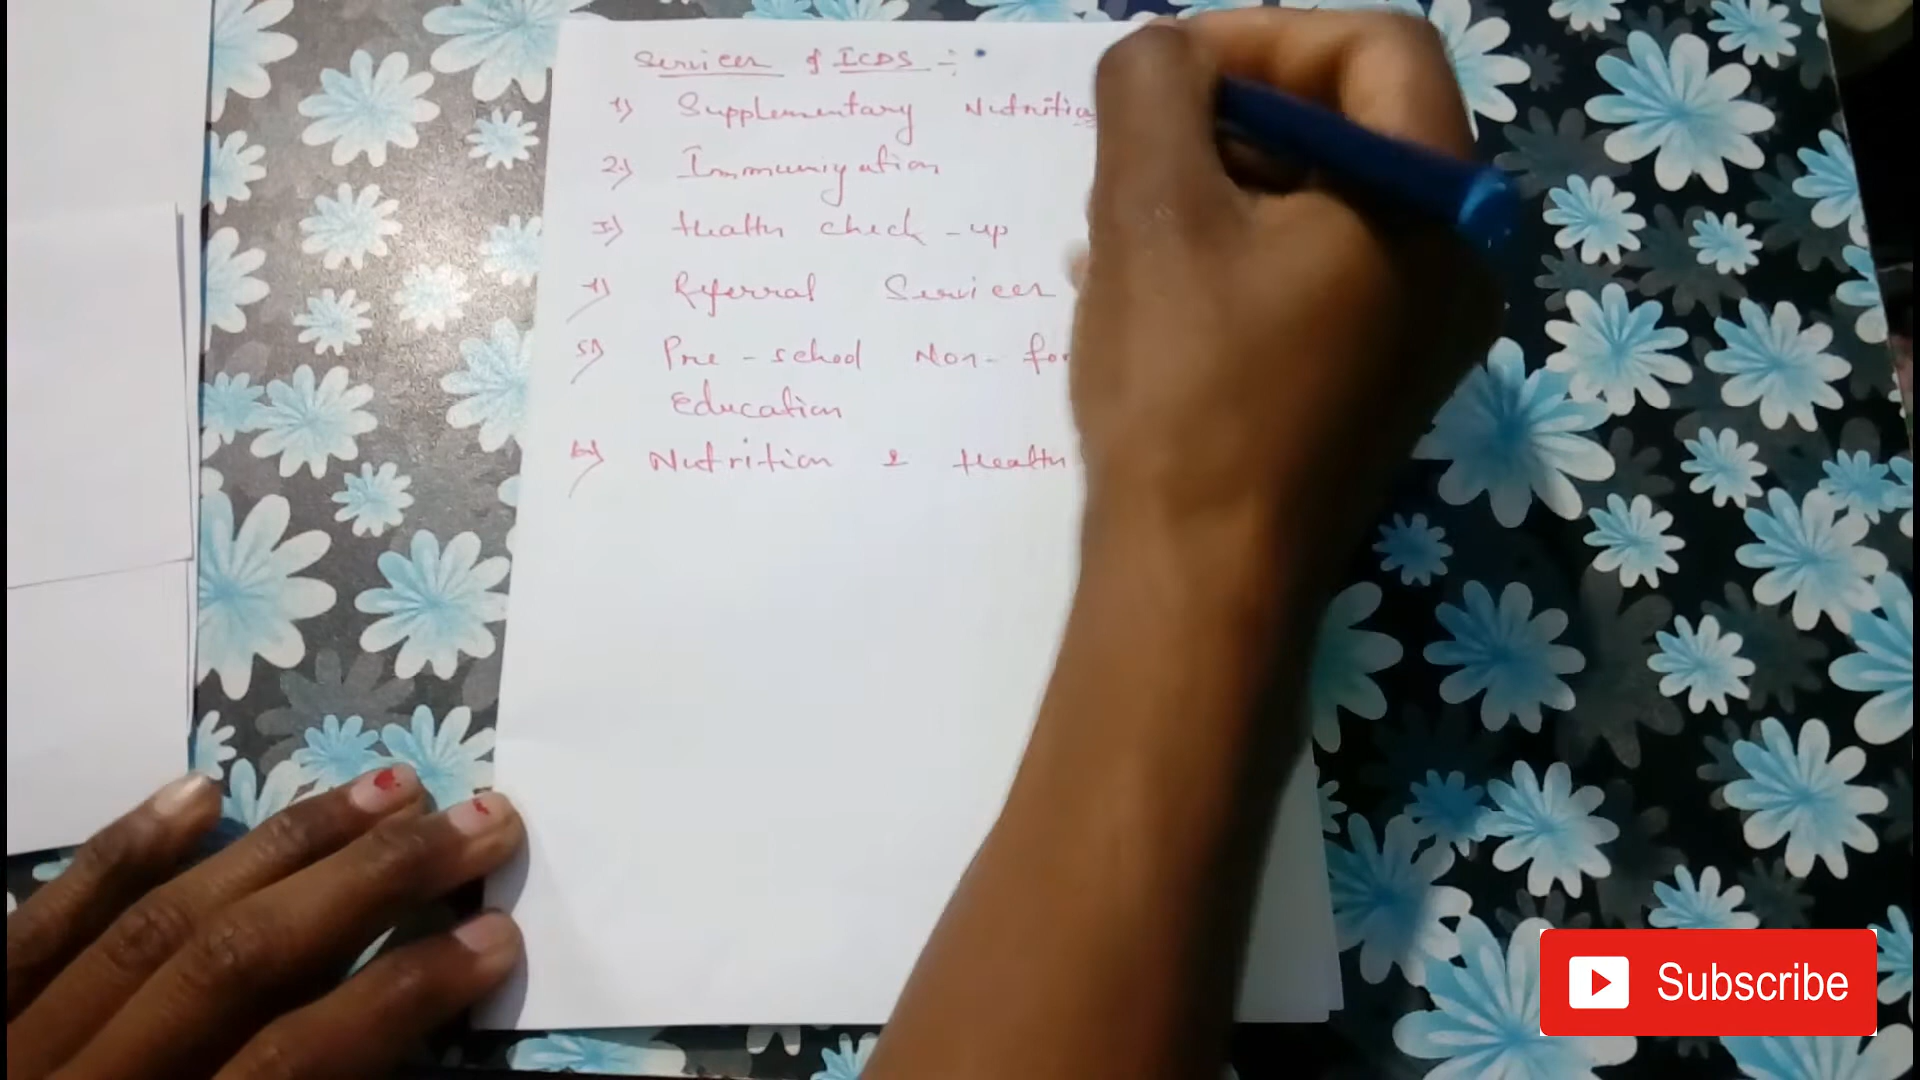 Services of ICDS :-
1) Supplementary Nutrition
2) Immunization
3) Health check-up
4) Referral Services
5) Pre-school Non-for
Education
6) Nutrition & Health
Subscribe